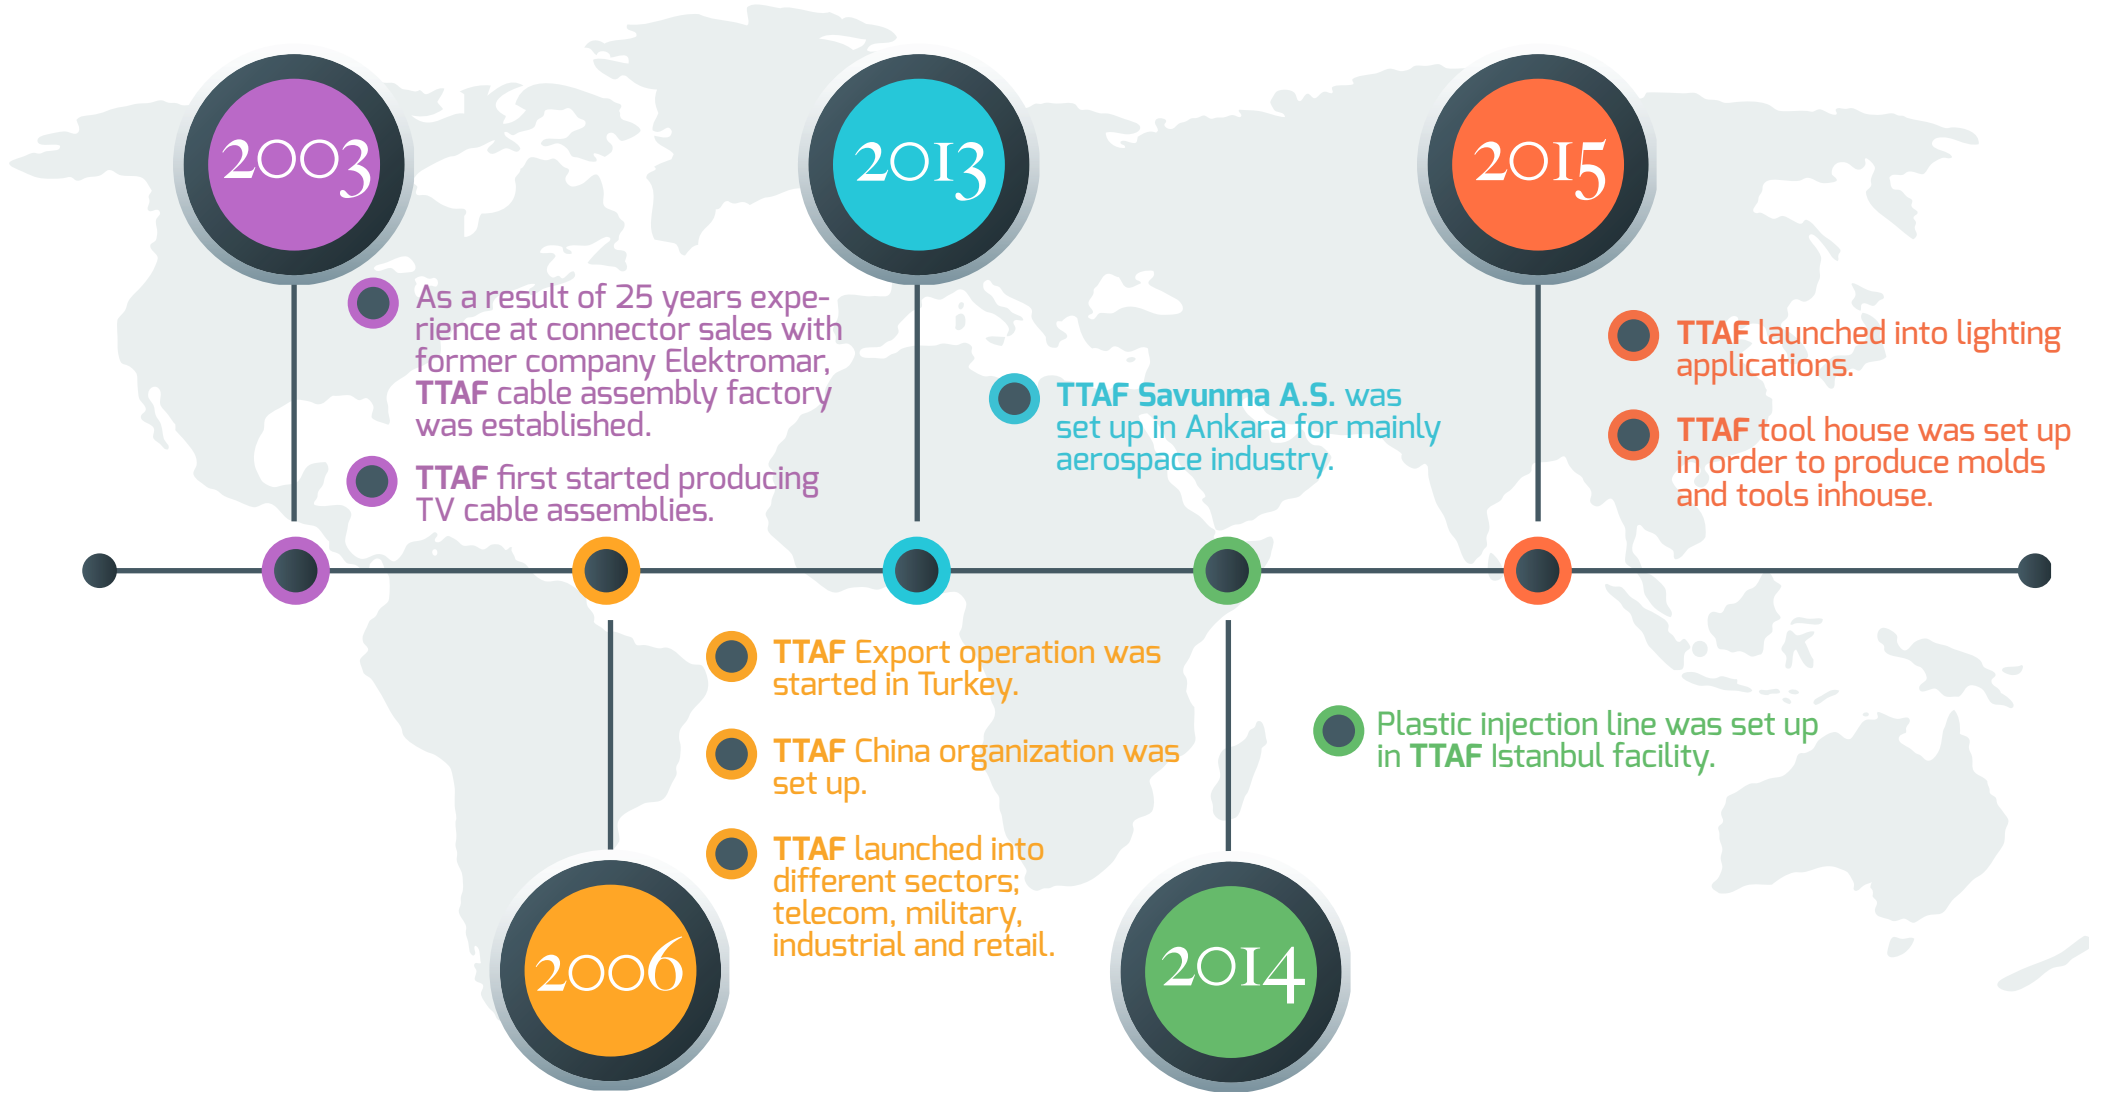 2003
As a result of 25 years expe-
rience at connector sales with
former company Elektromar,
TTAF cable assembly factory
was established.
TTAF first started producing
TV cable assemblies.
2006
TTAF Export operation was
started in Turkey.
TTAF China organization was
set up.
TTAF launched into
different sectors;
telecom, military,
industrial and retail.
2013
TTAF Savunma A.S. was
set up in Ankara for mainly
aerospace industry.
2014
Plastic injection line was set up
in TTAF Istanbul facility.
2015
TTAF launched into lighting
applications.
TTAF tool house was set up
in order to produce molds
and tools inhouse.